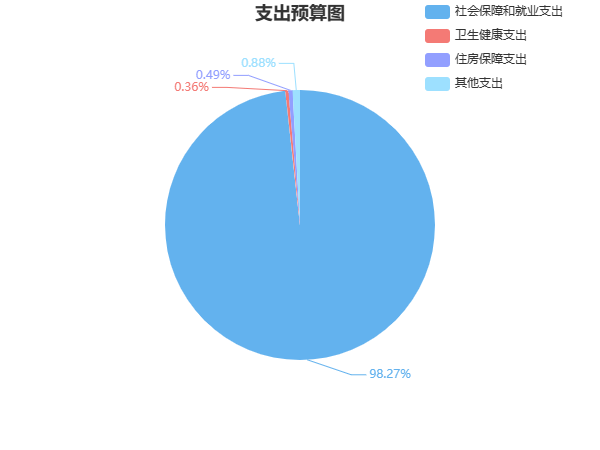 支出预算图
社会保障和就业支出
卫生健康支出
住房保障支出
其他支出
0.88%
0.49%
0.36%
98.27%